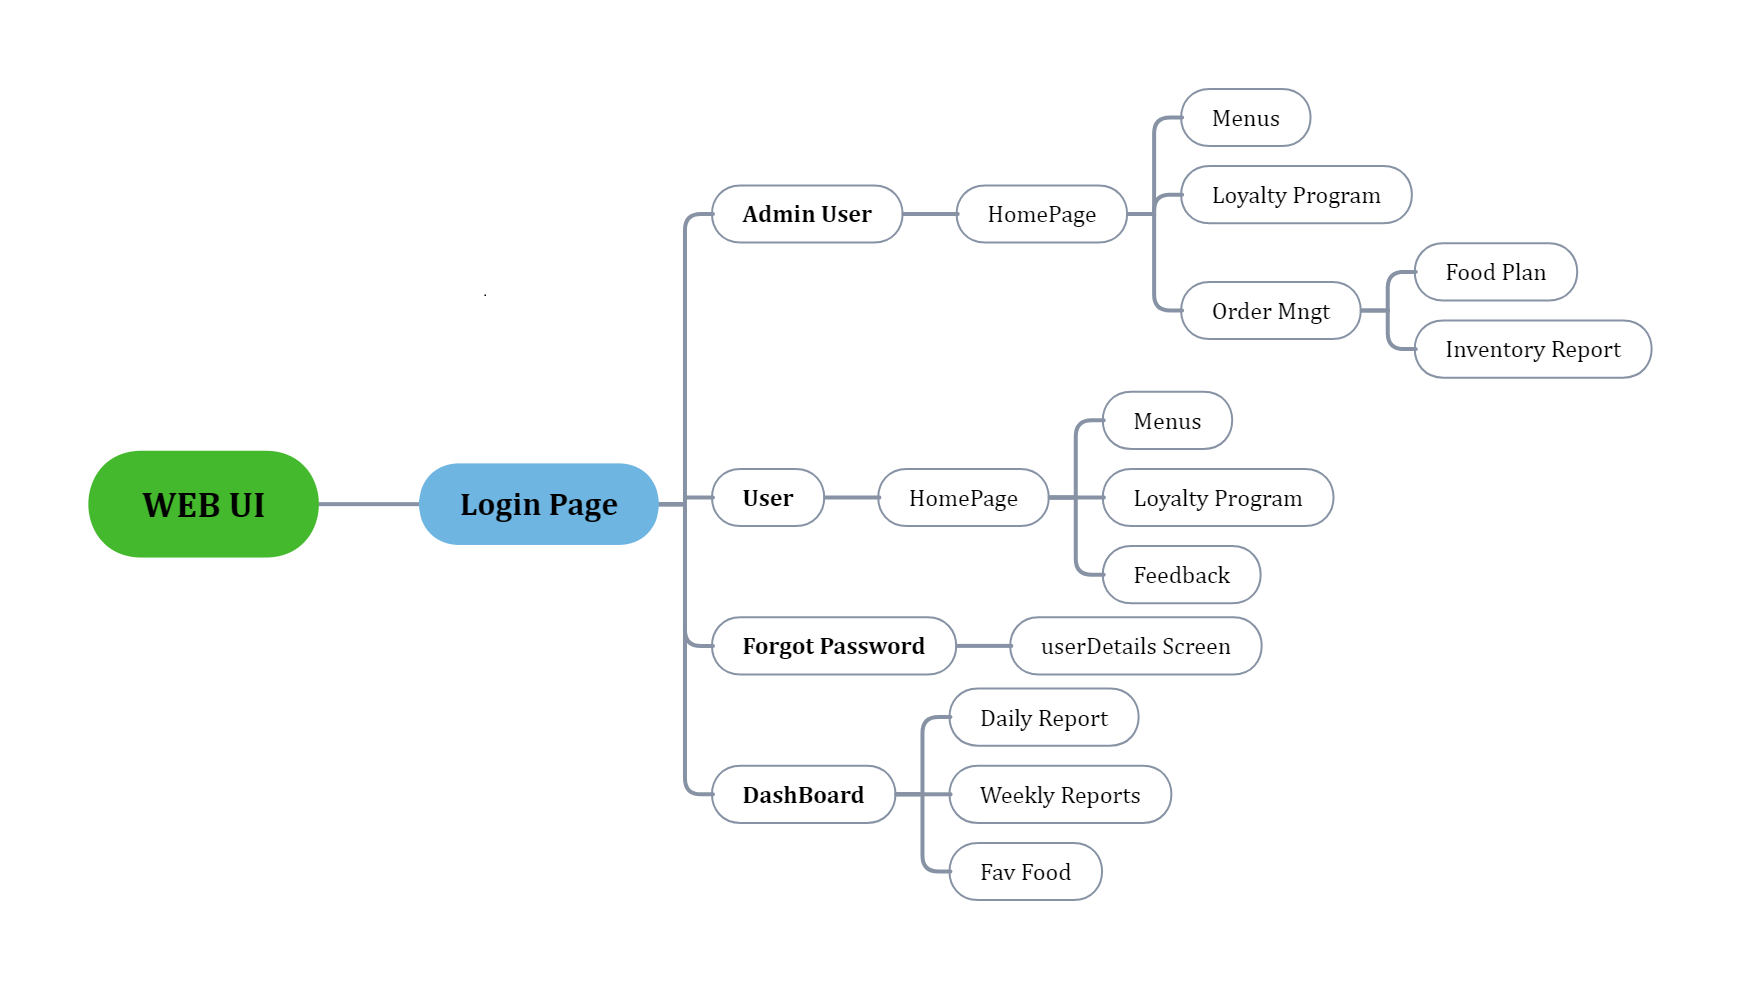 WEB UI
Login Page
Admin User
HomePage
Menus
Loyalty Program
Order Mngt
Food Plan
Inventory Report
User
HomePage
Menus
Loyalty Program
Feedback
Forgot Password
userDetails Screen
DashBoard
Daily Report
Weekly Reports
Fav Food
.